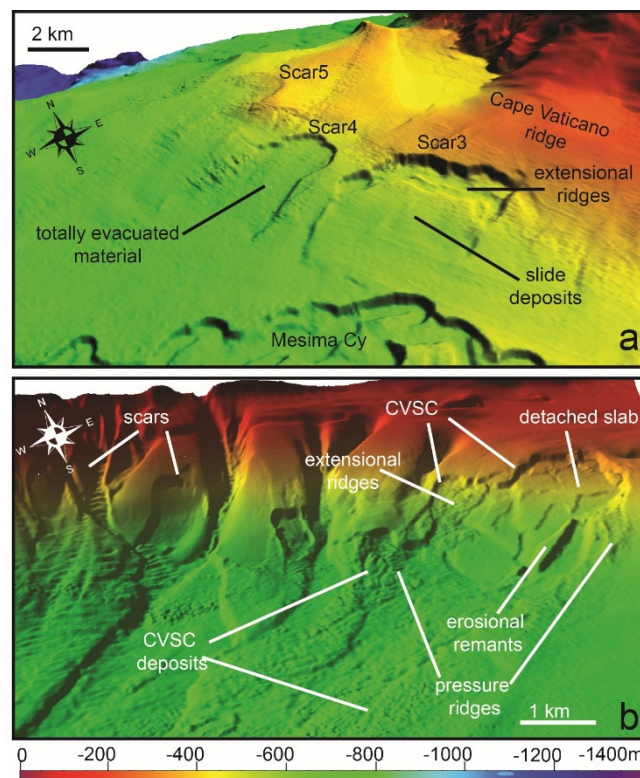 2 km
a
Scar5
N
E
W
S
Scar4
Scar3
Cape Vaticano
ridge
extensional
ridges
totally evacuated
material
slide
deposits
Mesima Cy
N
E
W
S
scars
CVSC
detached slab
extensional
ridges
CVSC
deposits
erosional
remants
pressure
ridges
1 km
b
0 -200 -400 -600 -800 -1000 -1200 -1400m